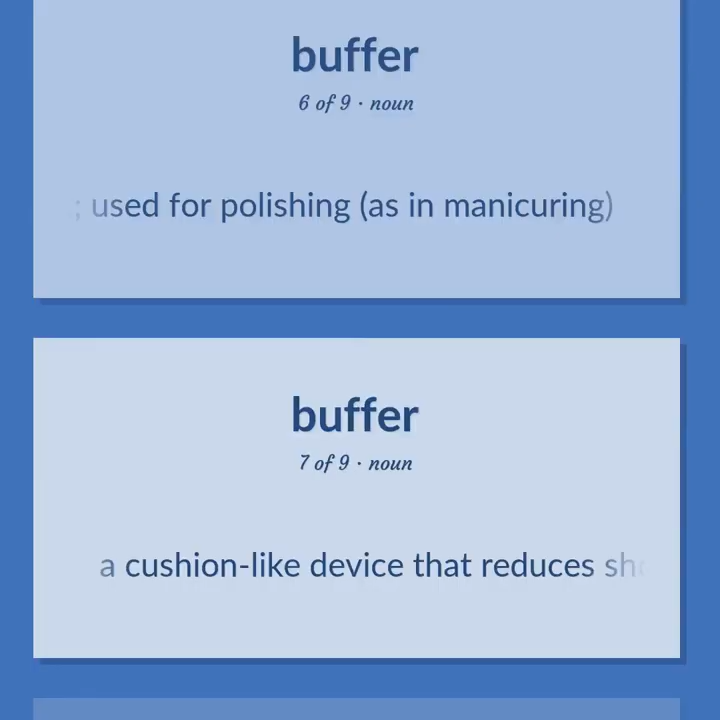 buffer
6 of 9 · noun
; used for polishing (as in manicuring)
buffer
7 of 9 · noun
a cushion-like device that reduces